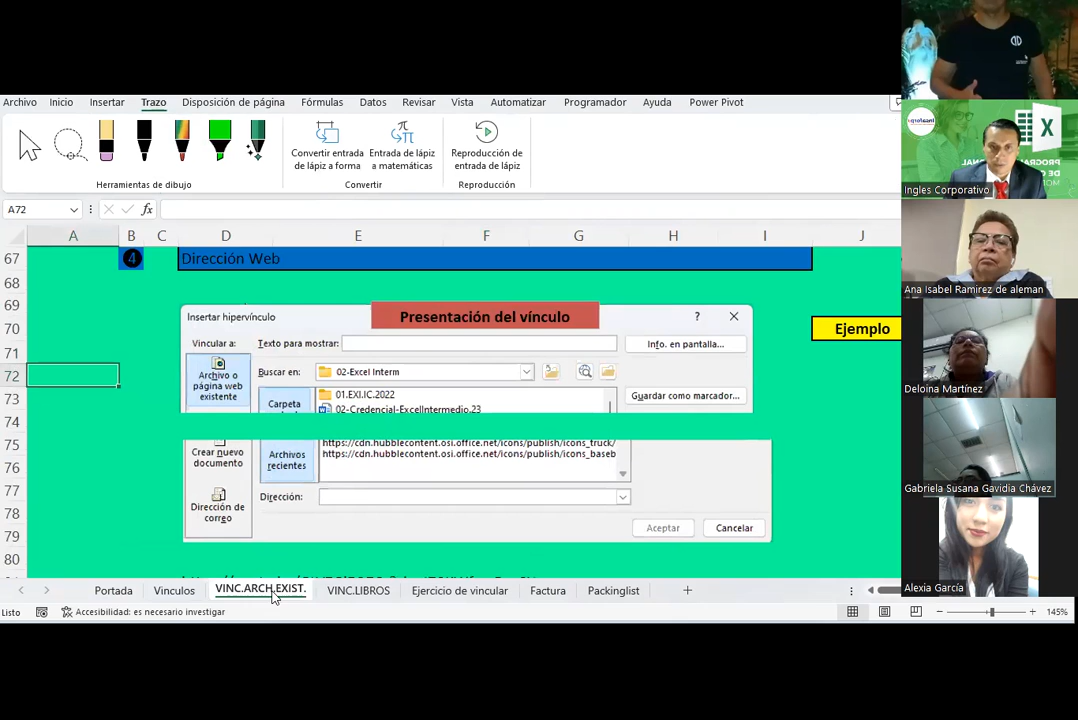 Archivo Inicio Insertar Trazo Disposición de página Fórmulas Datos Revisar Vista Automatizar Programador Ayuda Power Pivot
Convertir entrada de lápiz a forma
Entrada de lápiz a matemáticas
Reproducción de entrada de lápiz
Herramientas de dibujo Convertir Reproducción
A72 fx
A B C D E F G H I J
67 4 Dirección Web
68
69 Insertar hipervínculo Presentación del vínculo ? X
70 Vincular a: Texto para mostrar: Info. en pantalla... Ejemplo
71
72 Archivo o página web existente Buscar en: 02-Excel Interm
73 Carpeta 01.EXI.IC.2022 Guardar como marcador...
02-Credencial-ExcelIntermedio.23
74
75 Crear nuevo documento Archivos recientes https://cdn.hubblecontent.osi.office.net/icons/publish/icons_truck/
76 https://cdn.hubblecontent.osi.office.net/icons/publish/icons_baseb
77 Dirección:
78 Dirección de correo Aceptar Cancelar
79
80
Portada Vinculos VINC.ARCH.EXIST. VINC.LIBROS Ejercicio de vincular Factura Packinglist +
Listo Accesibilidad: es necesario investigar 145%
Ingles Corporativo
Ana Isabel Ramirez de aleman
Deloina Martínez
Gabriela Susana Gavidia Chávez
Alexia García